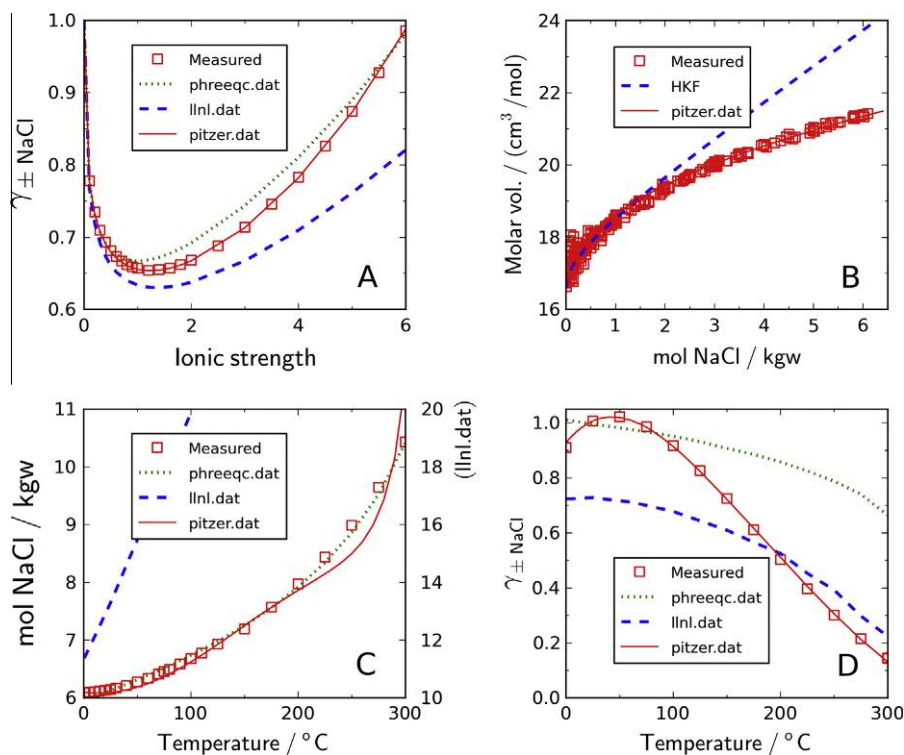 1.0
0.9
0.8
0.7
0.6
γ± NaCl
Measured
phreeqc.dat
llnl.dat
pitzer.dat
A
0 2 4 6
Ionic strength
24
22
20
18
16
Molar vol. / (cm³/mol)
Measured
HKF
pitzer.dat
B
0 1 2 3 4 5 6
mol NaCl / kgw
11
10
9
8
7
6
mol NaCl / kgw
Measured
phreeqc.dat
llnl.dat
pitzer.dat
C
20
18
16
14
12
10
(llnl.dat)
0 100 200 300
Temperature / °C
1.0
0.8
0.6
0.4
0.2
0.0
γ± NaCl
Measured
phreeqc.dat
llnl.dat
pitzer.dat
D
0 50 100 150 200 250 300
Temperature / °C